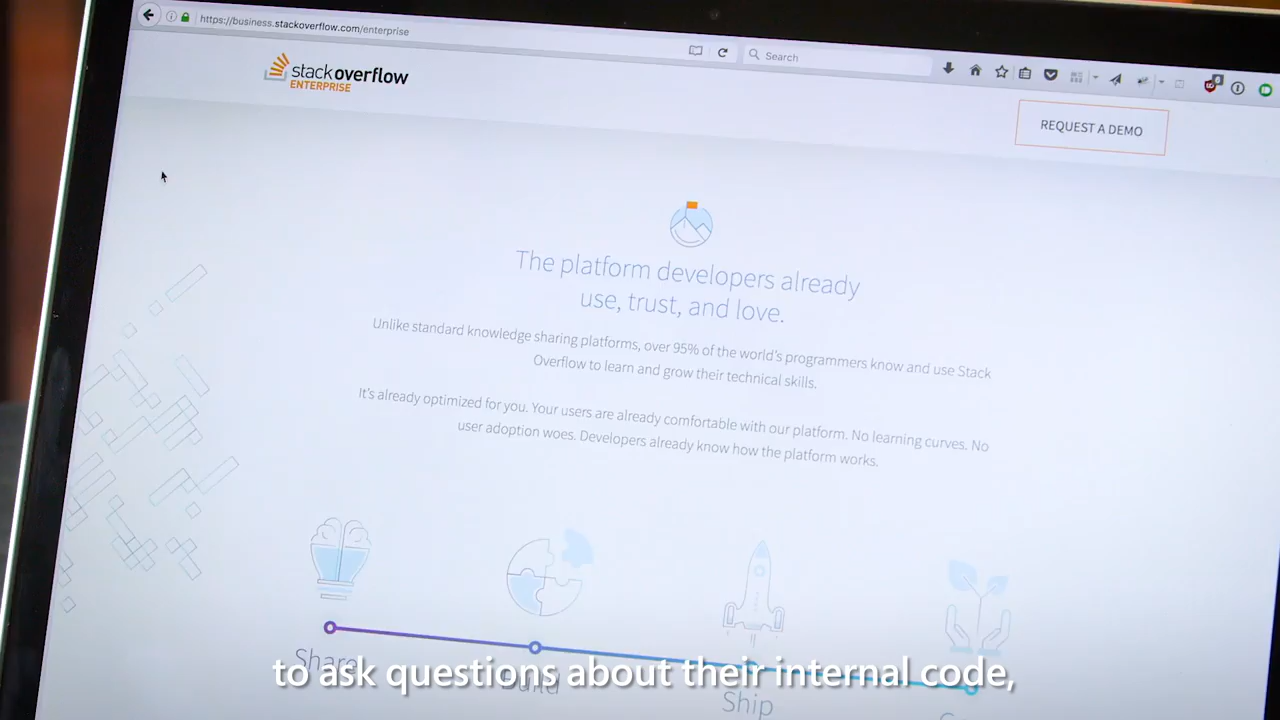 https://business.stackoverflow.com/enterprise
Search
stackoverflow
ENTERPRISE
REQUEST A DEMO
The platform developers already
use, trust, and love.
Unlike standard knowledge sharing platforms, over 95% of the world's programmers know and use Stack
Overflow to learn and grow their technical skills.
It's already optimized for you. Your users are already comfortable with our platform. No learning curves. No
user adoption woes. Developers already know how the platform works.
Share
Build
Ship
to ask questions about their internal code,